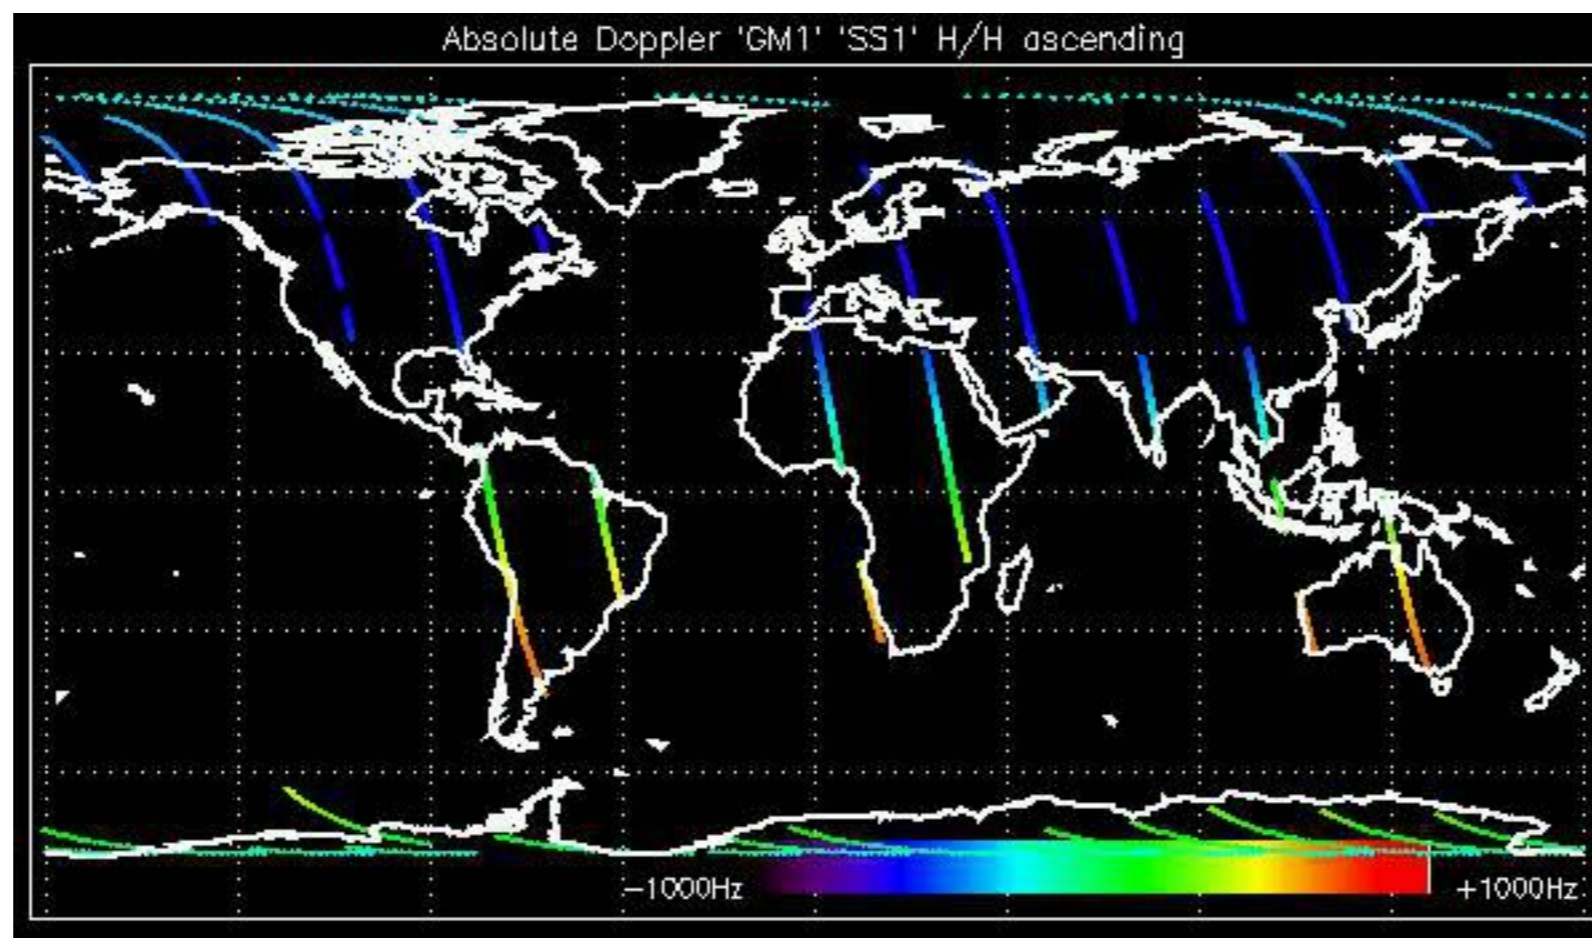 Absolute Doppler 'GM1' 'SS1' H/H ascending
−1000Hz
+1000Hz